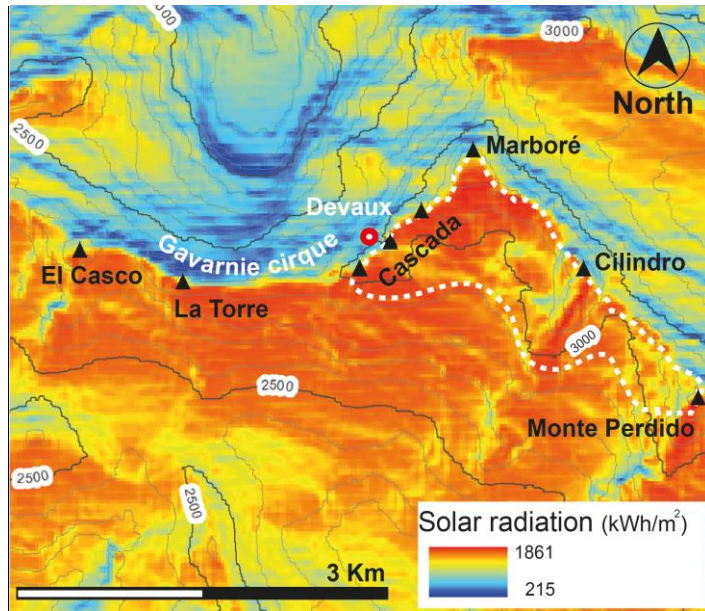 3000
North
2500
Marboré
Devaux
Gavarnie cirque
Cascada
El Casco
Cilindro
La Torre
3000
2500
Monte Perdido
2500
2500
Solar radiation (kWh/m²)
1861
215
3 Km